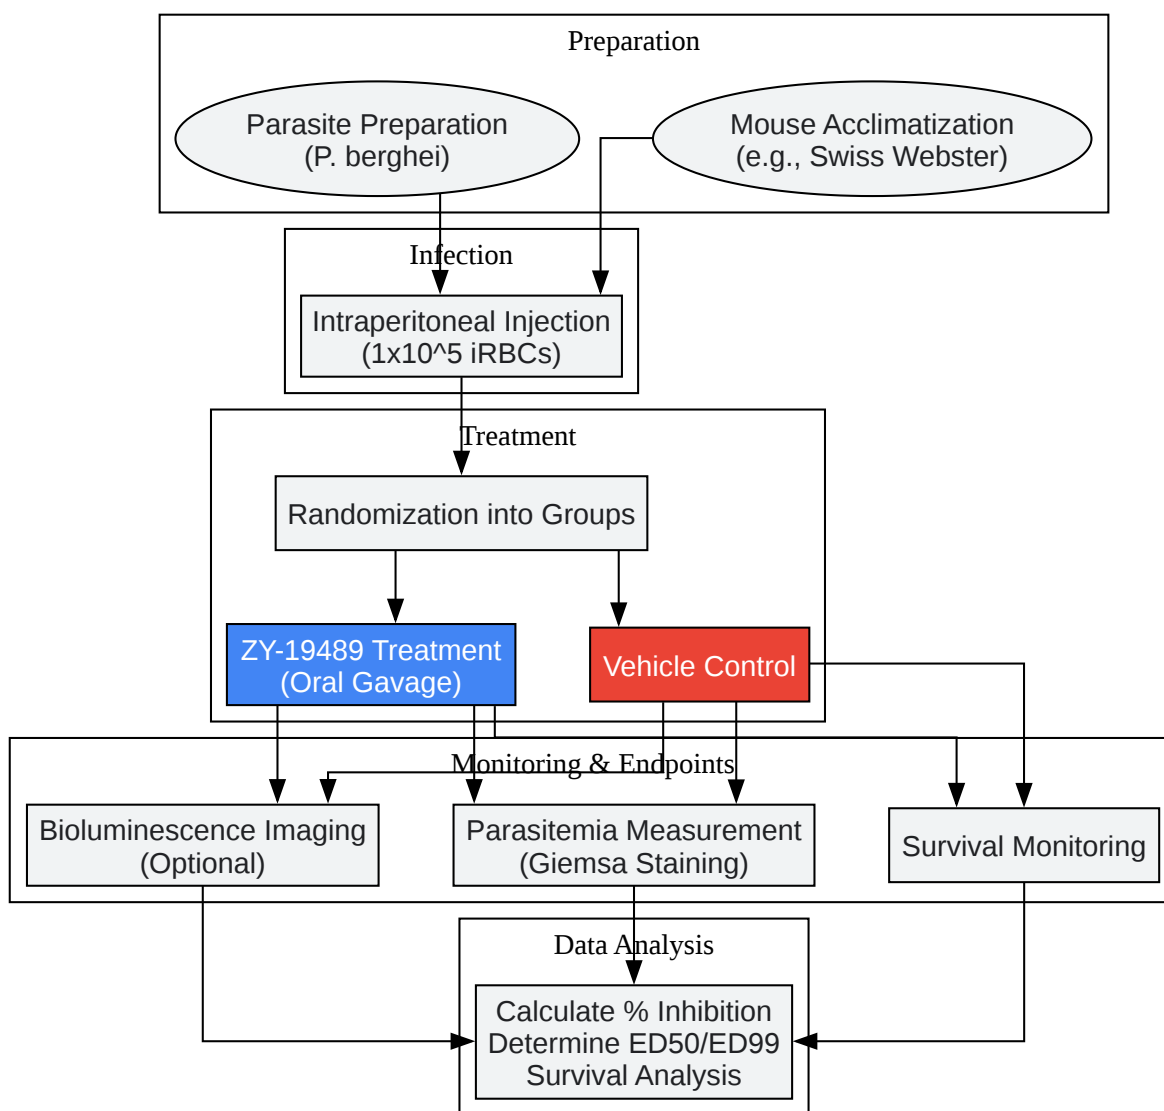 Preparation
Parasite Preparation
(P. berghei)
Mouse Acclimatization
(e.g., Swiss Webster)
Infection
Intraperitoneal Injection
(1x10^5 iRBCs)
Treatment
Randomization into Groups
ZY-19489 Treatment
(Oral Gavage)
Vehicle Control
Monitoring & Endpoints
Bioluminescence Imaging
(Optional)
Parasitemia Measurement
(Giemsa Staining)
Survival Monitoring
Data Analysis
Calculate % Inhibition
Determine ED50/ED99
Survival Analysis